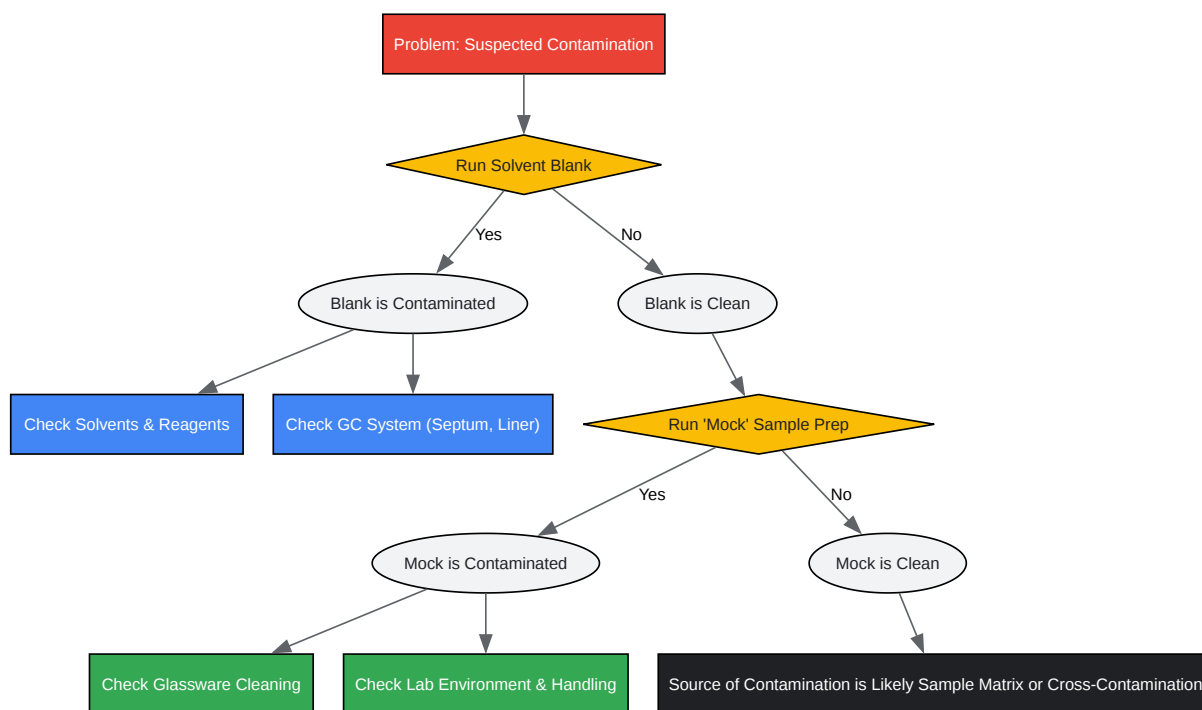 Problem: Suspected Contamination
Run Solvent Blank
Yes
No
Blank is Contaminated
Blank is Clean
Check Solvents & Reagents
Check GC System (Septum, Liner)
Run 'Mock' Sample Prep
Yes
No
Mock is Contaminated
Mock is Clean
Check Glassware Cleaning
Check Lab Environment & Handling
Source of Contamination is Likely Sample Matrix or Cross-Contamination